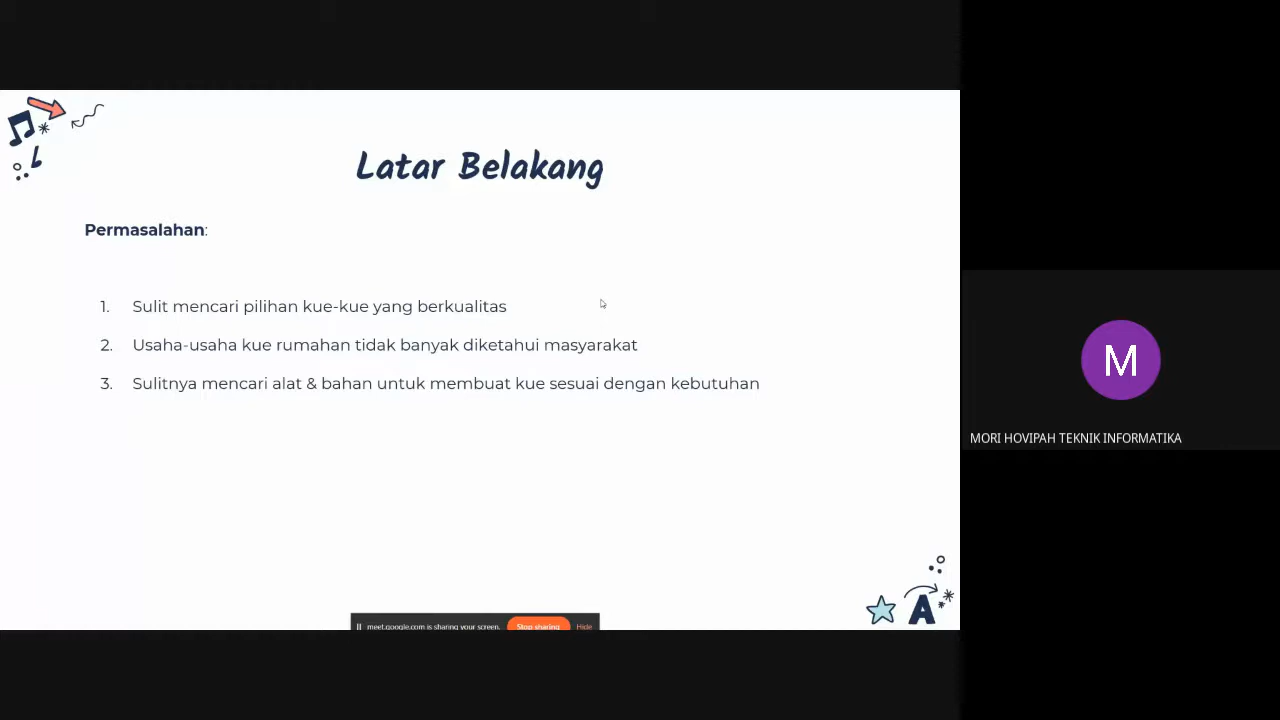 Latar Belakang
Permasalahan:
1. Sulit mencari pilihan kue-kue yang berkualitas
2. Usaha-usaha kue rumahan tidak banyak diketahui masyarakat
3. Sulitnya mencari alat & bahan untuk membuat kue sesuai dengan kebutuhan
A
meet.google.com is sharing your screen. Stop sharing Hide
M
MORI HOVIPAH TEKNIK INFORMATIKA